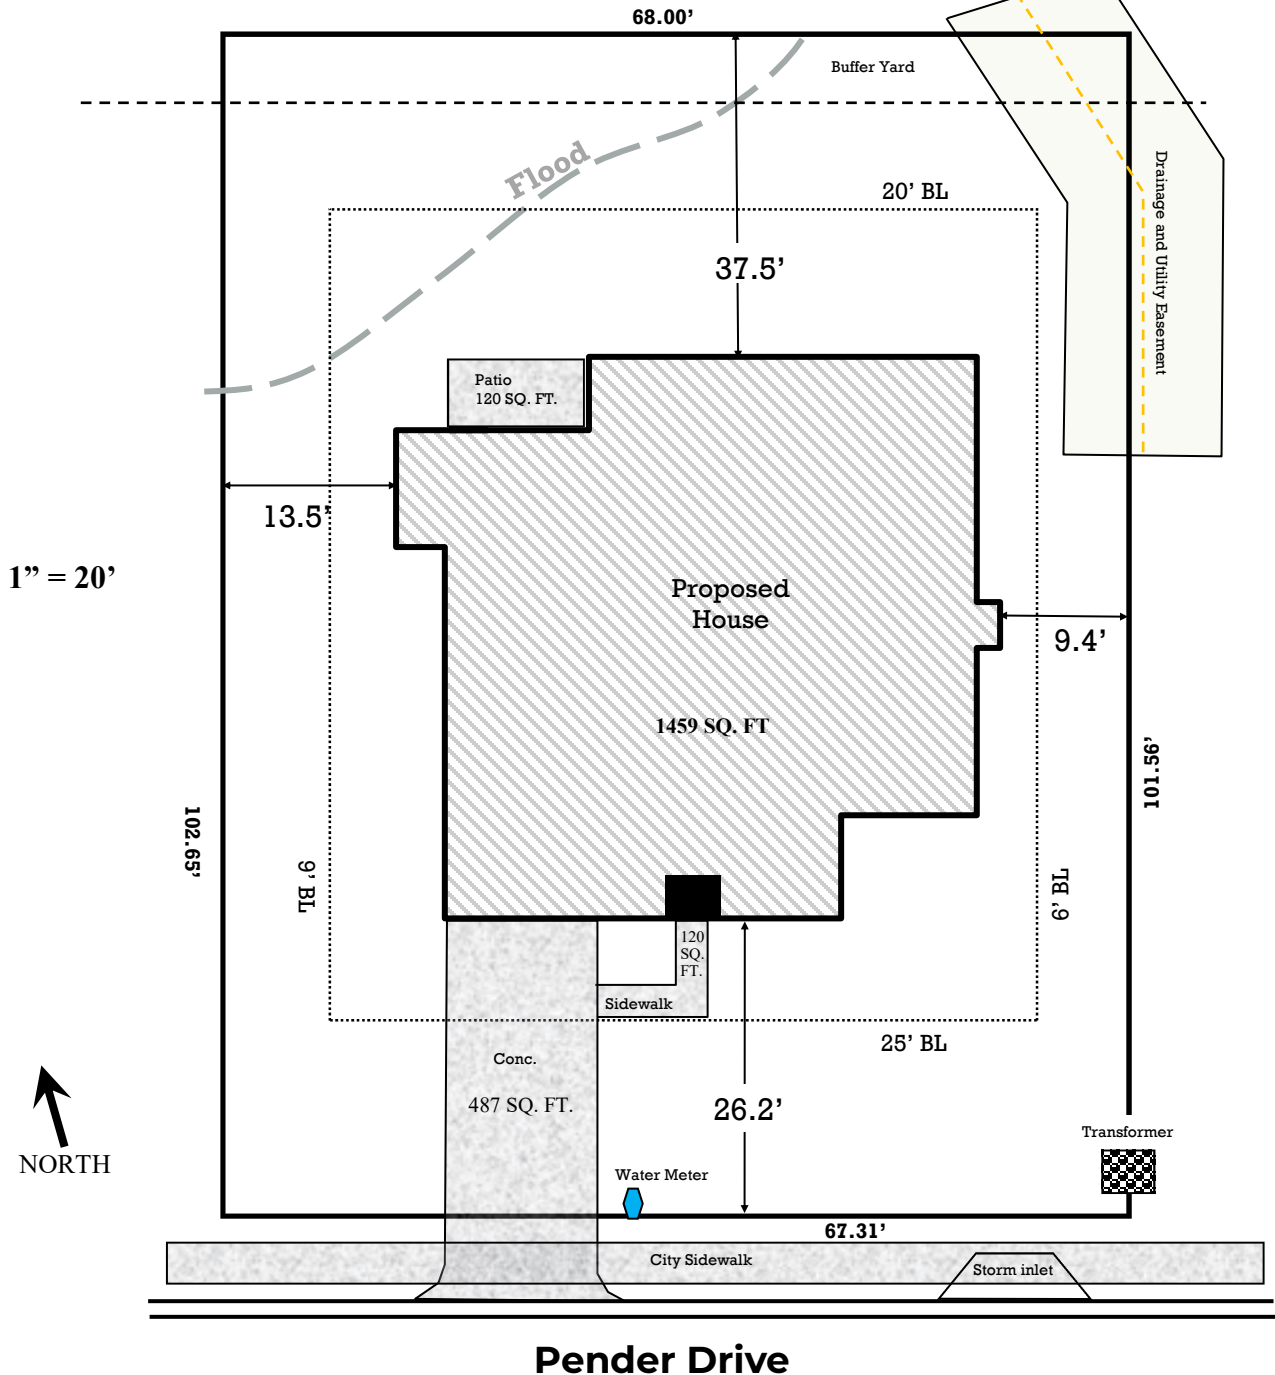 68.00’
Buffer Yard
Flood
20’ BL
Drainage and Utility Easement
37.5’
Patio
120 SQ. FT.
13.5’
1” = 20’
Proposed
House
9.4’
1459 SQ. FT
102.65’
101.56’
9’ BL
6’ BL
120
SQ.
FT.
Sidewalk
25’ BL
Conc.
487 SQ. FT.
26.2’
NORTH
Transformer
Water Meter
67.31’
City Sidewalk
Storm inlet
Pender Drive